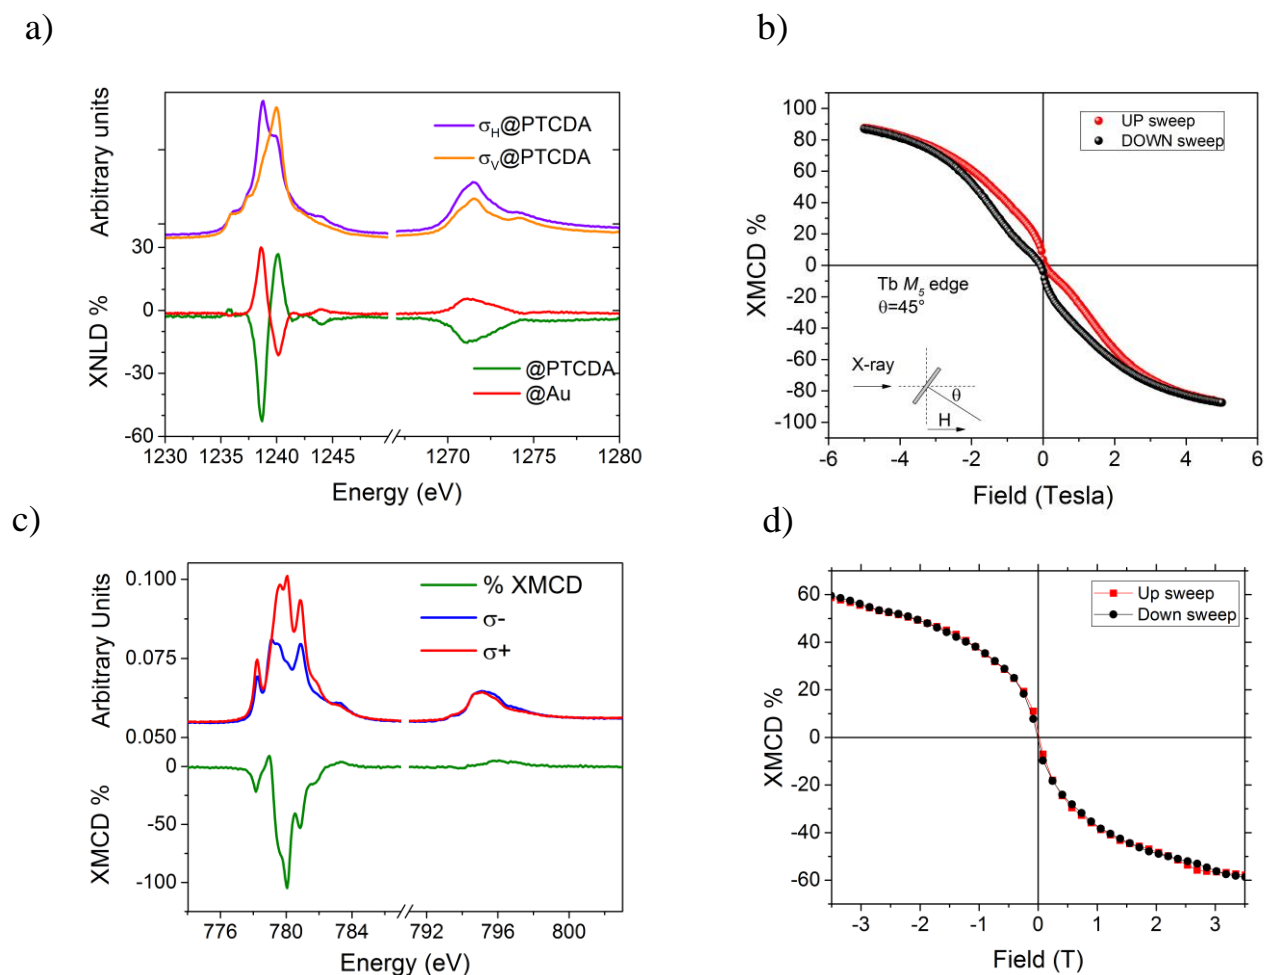 a)
Arbitrary units
σH@PTCDA
σV@PTCDA
XNLD %
30
0
-30
-60
@PTCDA
@Au
1230 1235 1240 1245 1270 1275 1280
Energy (eV)
b)
XMCD %
100
80
60
40
20
0
-20
-40
-60
-80
-100
UP sweep
DOWN sweep
Tb M5 edge
θ=45°
X-ray
θ
H
-6 -4 -2 0 2 4 6
Field (Tesla)
c)
Arbitrary Units
0.100
0.075
0.050
% XMCD
σ-
σ+
XMCD %
0
-50
-100
776 780 784 792 796 800
Energy (eV)
d)
XMCD %
60
40
20
0
-20
-40
-60
Up sweep
Down sweep
-3 -2 -1 0 1 2 3
Field (T)